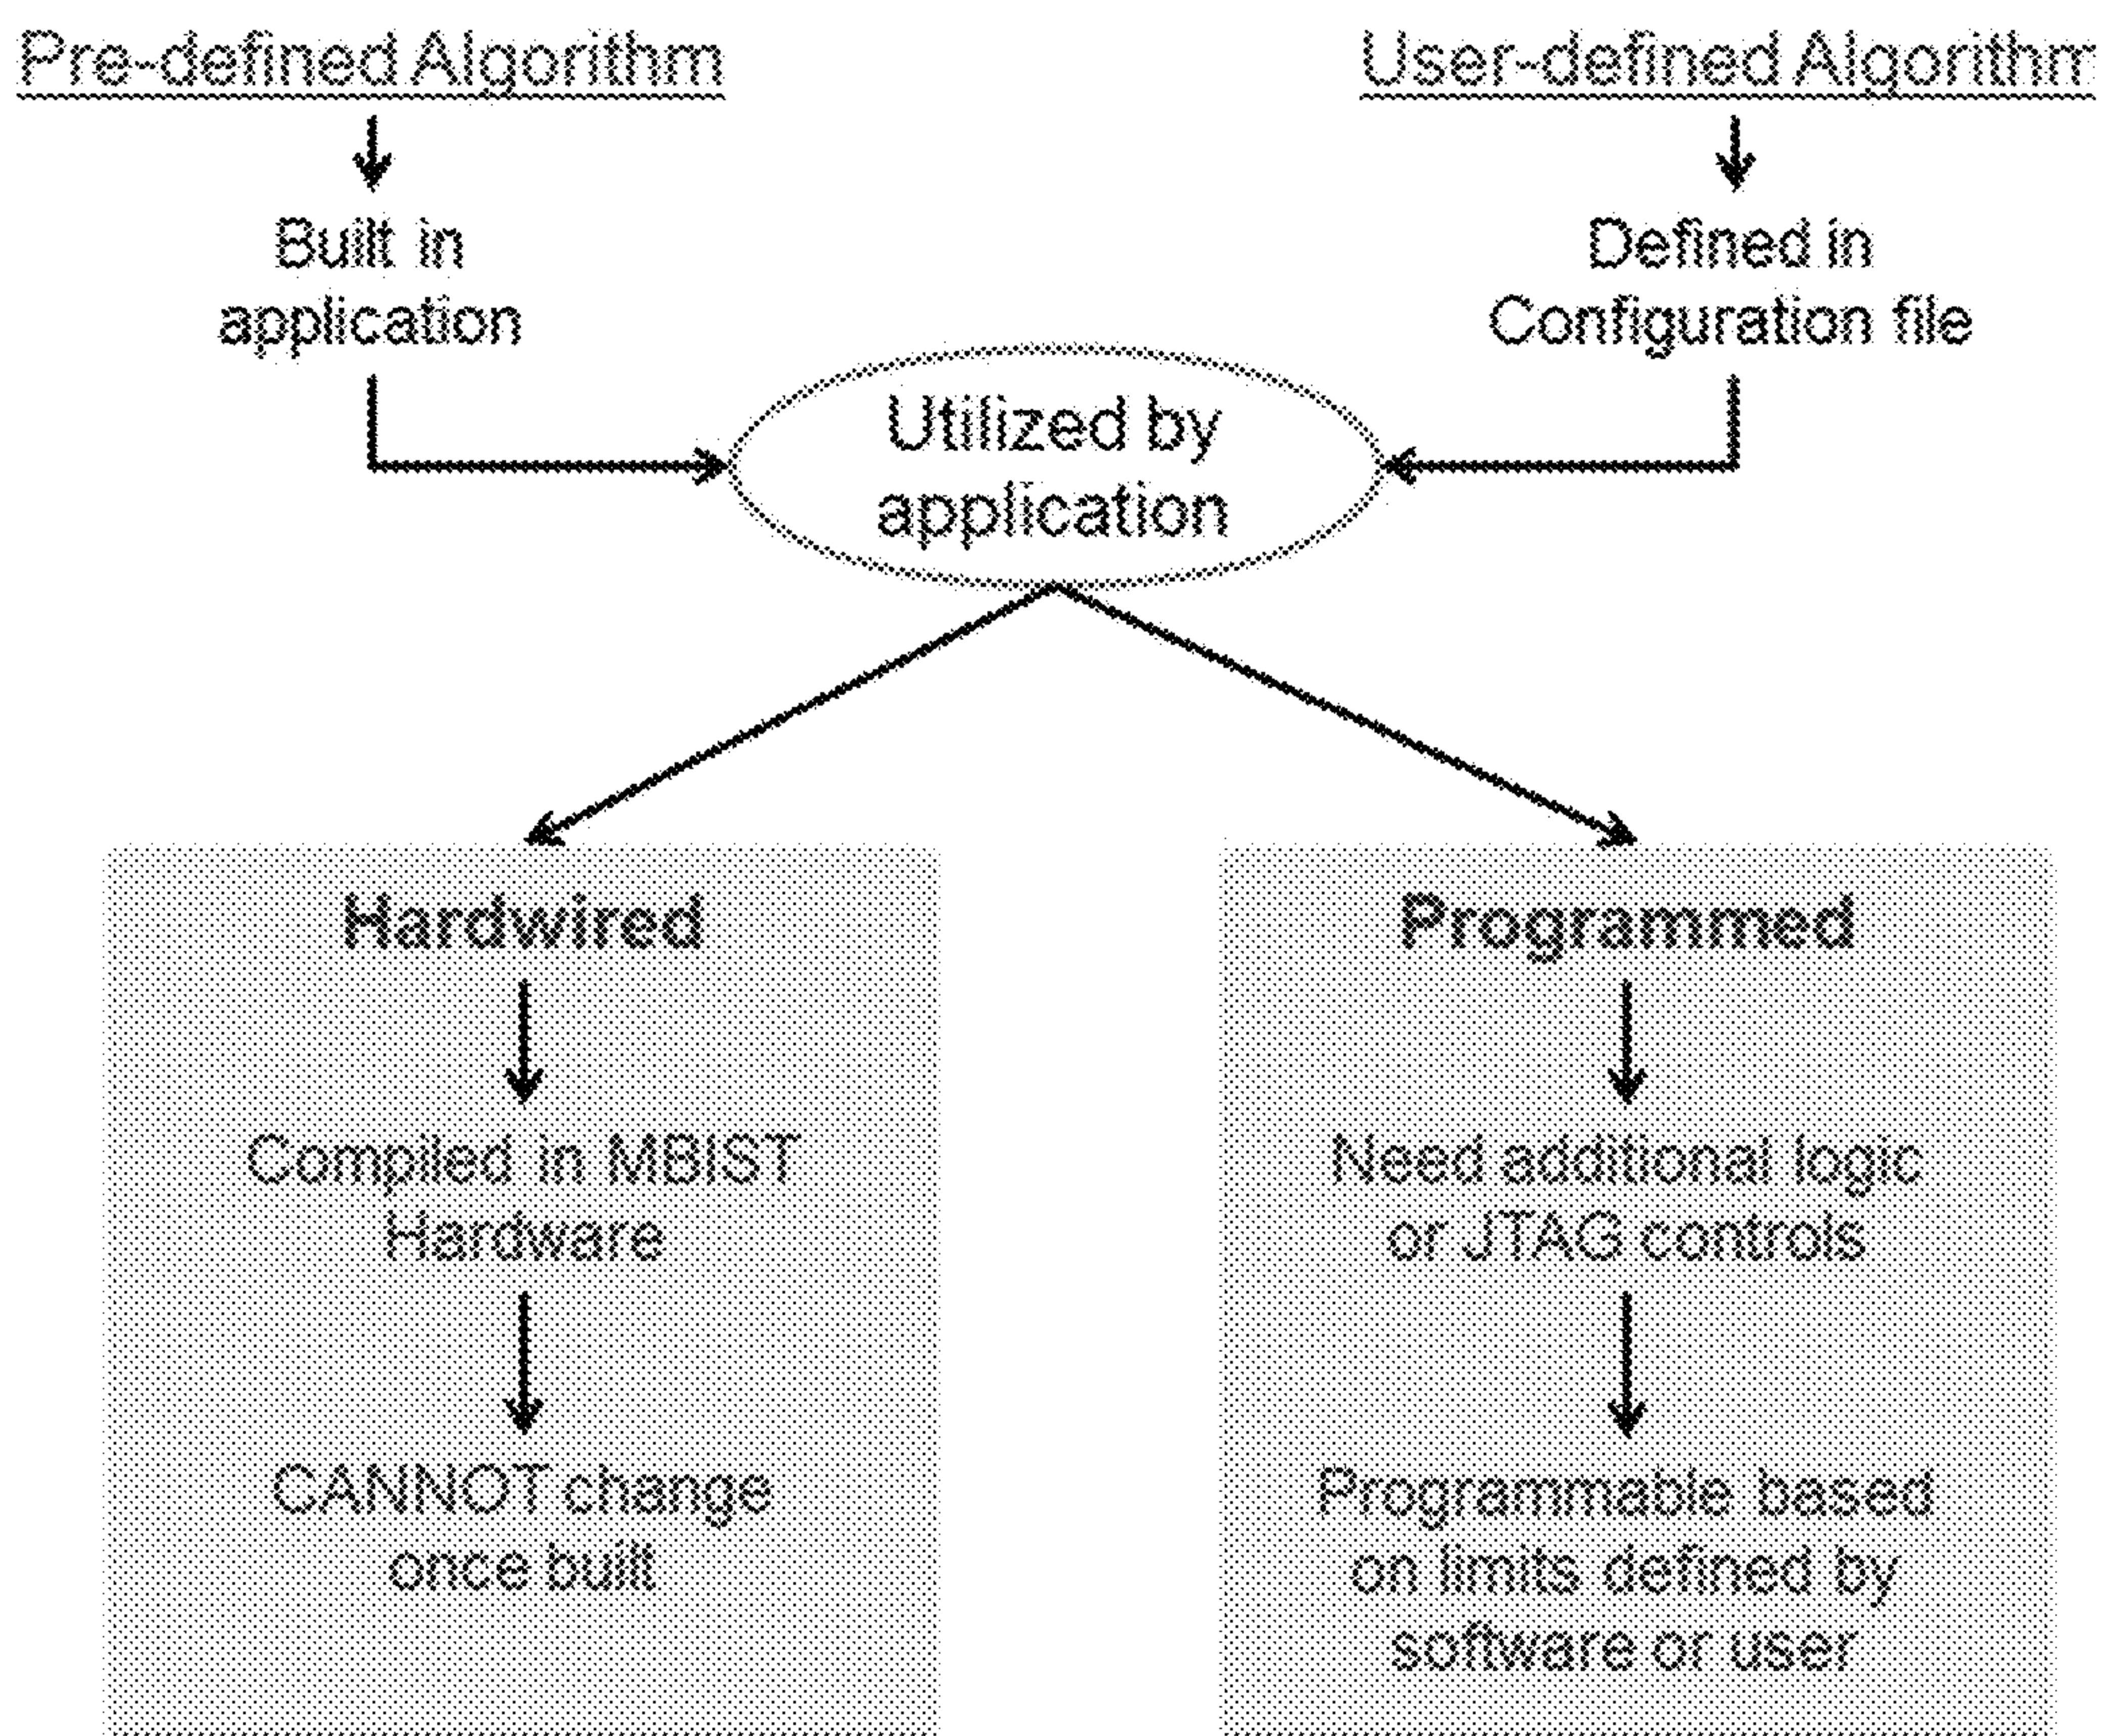 Pre-defined Algorithm
User-defined Algorithm
Built in
application
Defined in
Configuration file
Utilized by
application
Hardwired
Compiled in MBIST
Hardware
CANNOT change
once built
Programmed
Need additional logic
or JTAG controls
Programmable based
on limits defined by
software or user